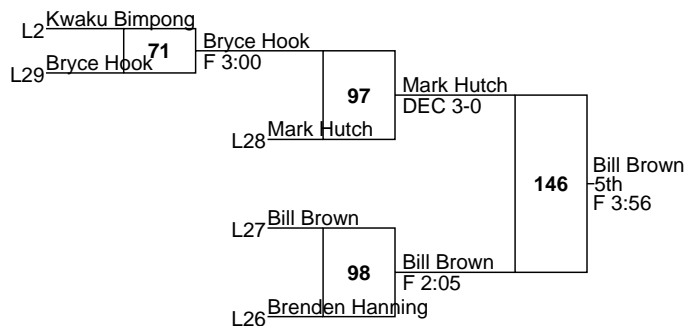 L2 Kwaku Bimpong
71
L29 Bryce Hook
Bryce Hook
F 3:00
97
L28 Mark Hutch
Mark Hutch
DEC 3-0
146
Bill Brown
5th
F 3:56
L27 Bill Brown
98
L26 Brenden Hanning
Bill Brown
F 2:05